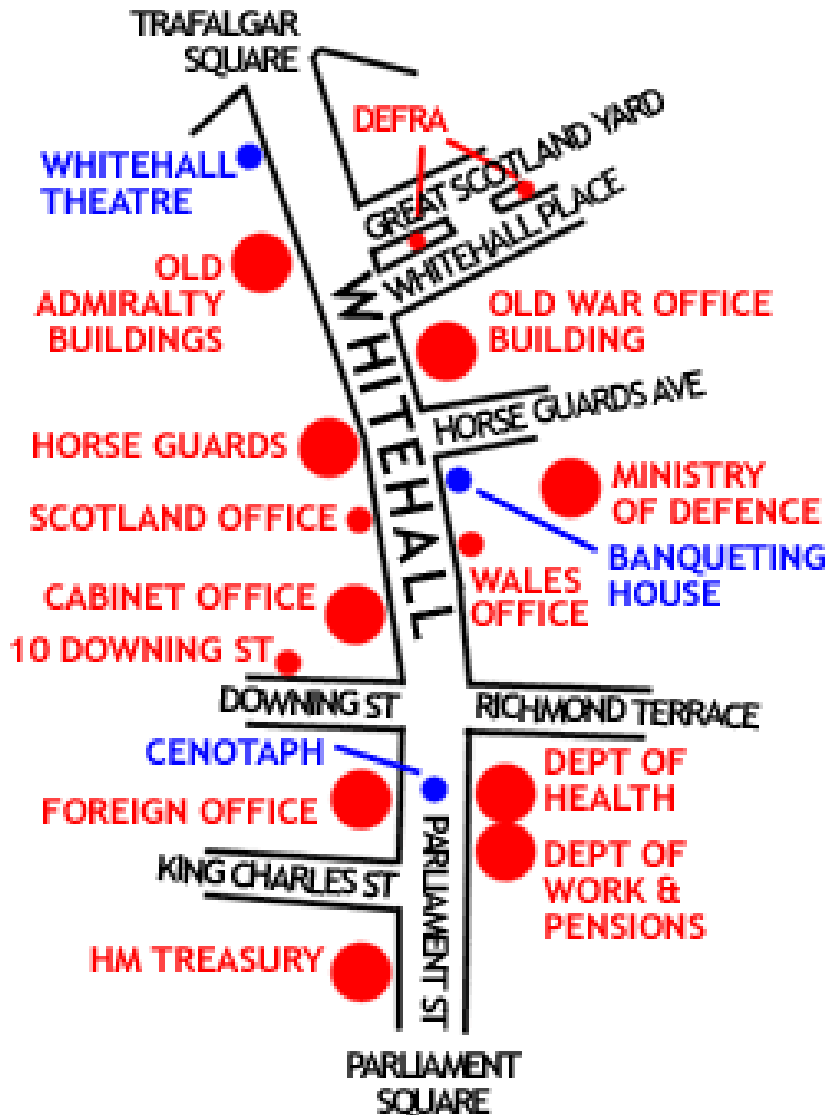 TRAFALGAR
SQUARE
DEFRA
GREAT SCOTLAND YARD
WHITEHALL
THEATRE
WHITEHALL PLACE
OLD
ADMIRALTY
BUILDINGS
OLD WAR OFFICE
BUILDING
WHITEHALL
HORSE GUARDS AVE
HORSE GUARDS
MINISTRY
OF DEFENCE
SCOTLAND OFFICE
BANQUETING
HOUSE
WALES
OFFICE
CABINET OFFICE
10 DOWNING ST
DOWNING ST
RICHMOND TERRACE
CENOTAPH
DEPT OF
HEALTH
FOREIGN OFFICE
PARLIAMENT ST
DEPT OF
WORK &
PENSIONS
KING CHARLES ST
HM TREASURY
PARLIAMENT
SQUARE